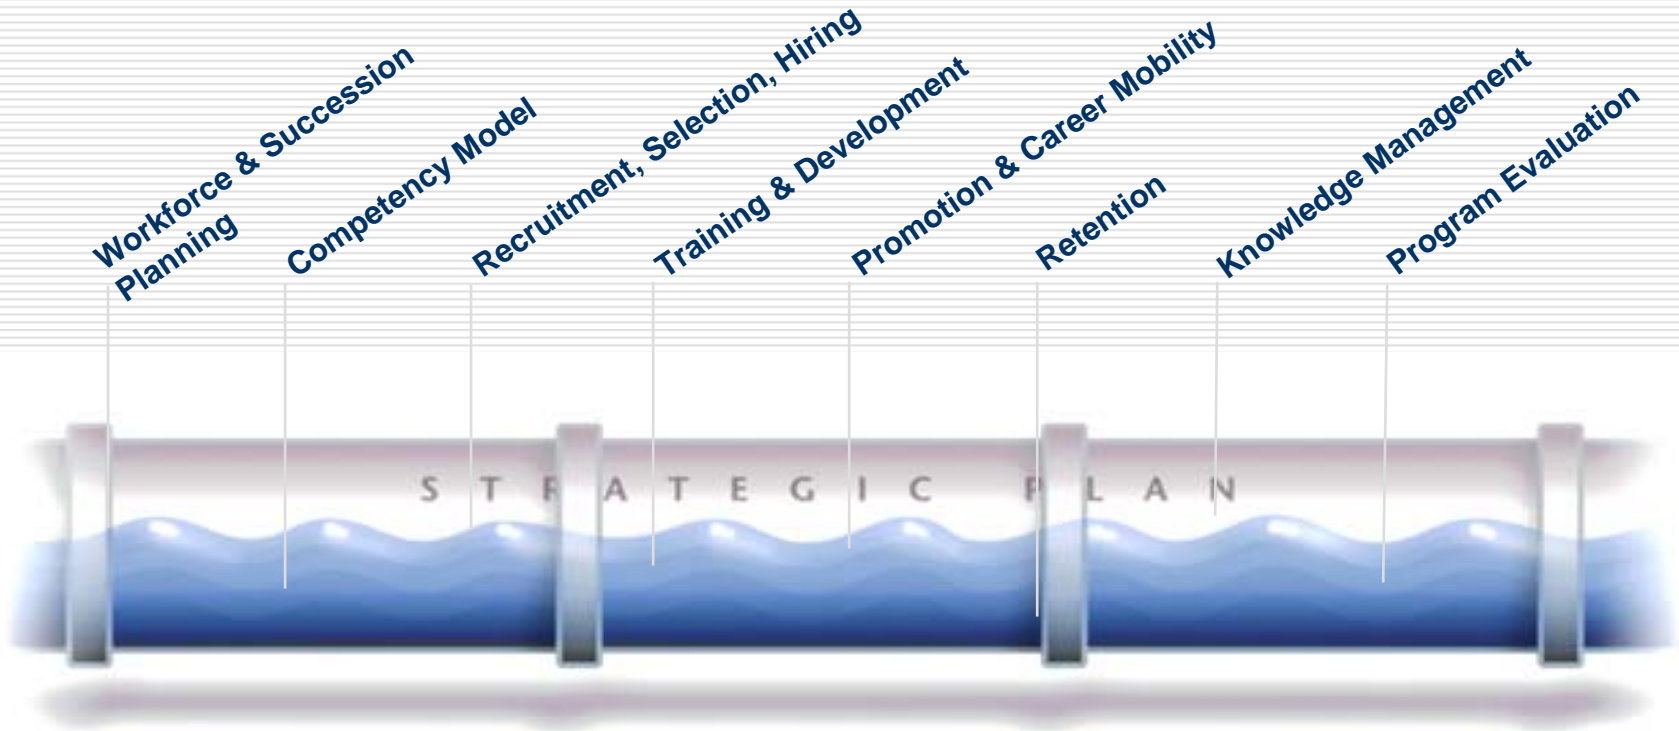 Workforce & Succession
Planning
Competency Model
Recruitment, Selection, Hiring
Training & Development
Promotion & Career Mobility
Retention
Knowledge Management
Program Evaluation
STRATEGIC PLAN